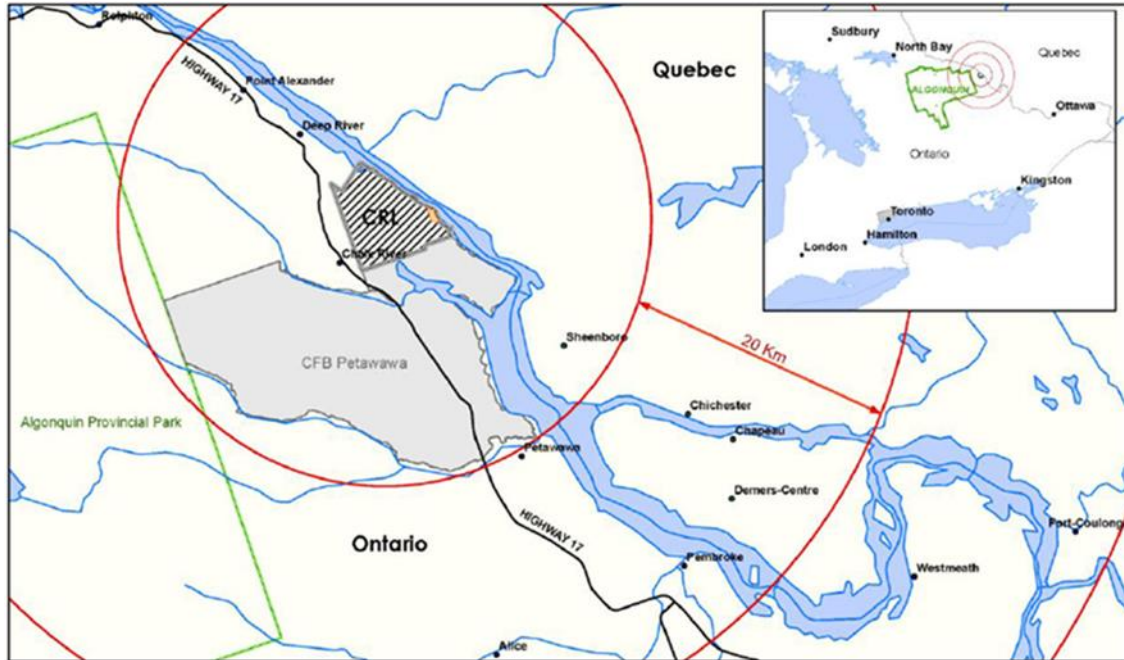 Rolphton
HIGHWAY 17
Point Alexander
Deep River
Quebec
CRL
Chalk River
CFB Petawawa
Algonquin Provincial Park
Sheenboro
20 Km
Chichester
Chapeau
Petawawa
Demers-Centre
HIGHWAY 17
Ontario
Pembroke
Westmeath
Fort-Coulong
Alice
Sudbury
North Bay
Quebec
ALGONQUIN
Ottawa
Ontario
Kingston
Toronto
Hamilton
London